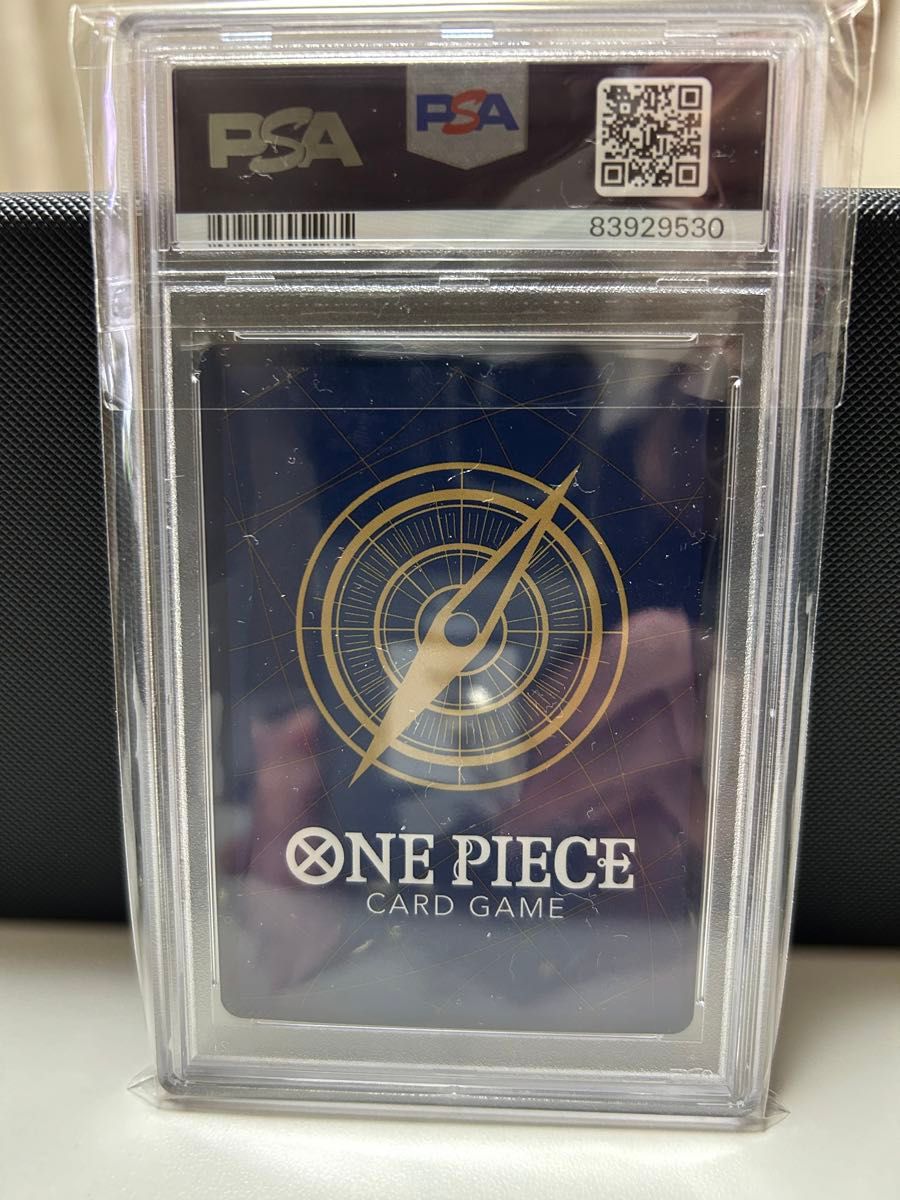 PSA PSA
83929530
ONE PIECE
CARD GAME